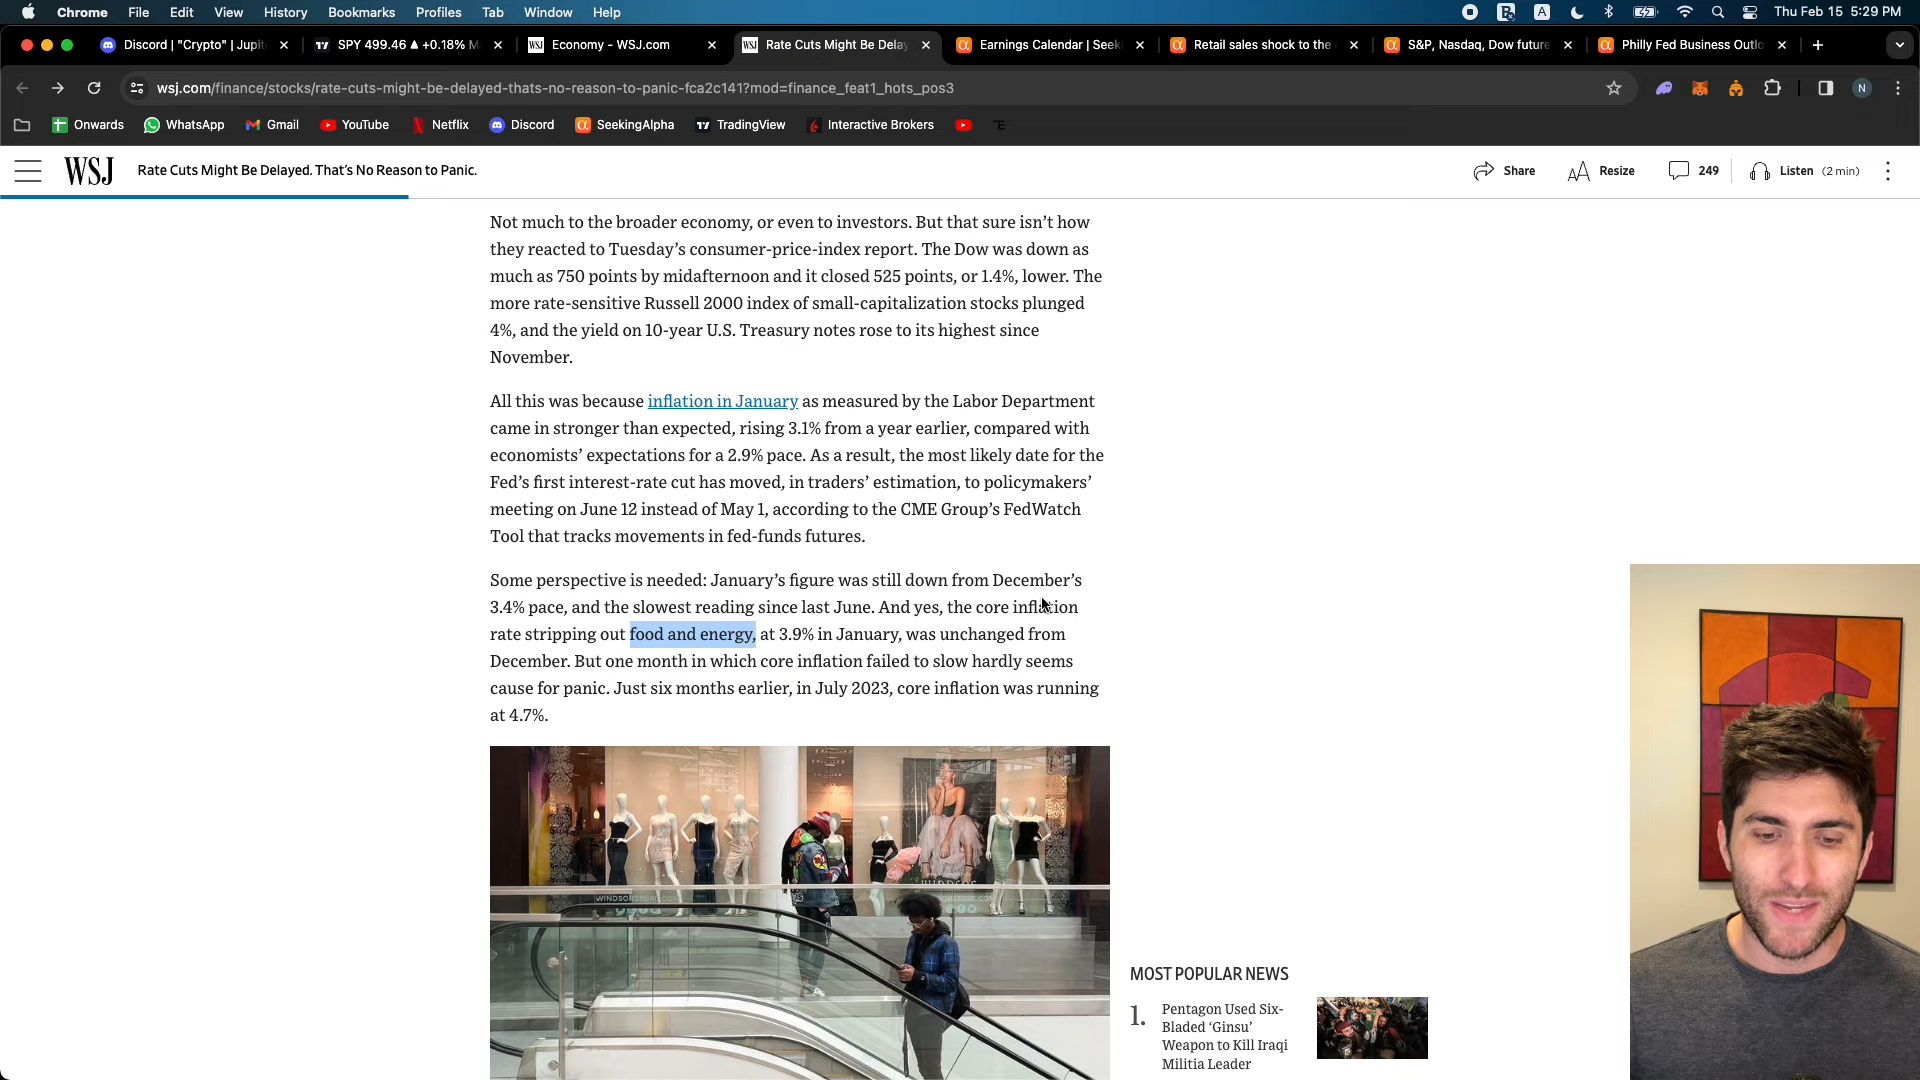 Chrome File Edit View History Bookmarks Profiles Tab Window Help
A
Thu Feb 15 5:29 PM
Discord | "Crypto" | Jupit
SPY 499.46 ▲ +0.18% M
WSJ Economy - WSJ.com
WSJ Rate Cuts Might Be Delay
Earnings Calendar | Seek
Retail sales shock to the
S&P, Nasdaq, Dow future
Philly Fed Business Outlo
wsj.com/finance/stocks/rate-cuts-might-be-delayed-thats-no-reason-to-panic-fca2c141?mod=finance_feat1_hots_pos3
N
Onwards WhatsApp Gmail YouTube Netflix Discord SeekingAlpha TradingView Interactive Brokers
WSJ Rate Cuts Might Be Delayed. That's No Reason to Panic.
Share AA Resize 249 Listen (2 min)
Not much to the broader economy, or even to investors. But that sure isn't how
they reacted to Tuesday's consumer-price-index report. The Dow was down as
much as 750 points by midafternoon and it closed 525 points, or 1.4%, lower. The
more rate-sensitive Russell 2000 index of small-capitalization stocks plunged
4%, and the yield on 10-year U.S. Treasury notes rose to its highest since
November.
All this was because inflation in January as measured by the Labor Department
came in stronger than expected, rising 3.1% from a year earlier, compared with
economists' expectations for a 2.9% pace. As a result, the most likely date for the
Fed's first interest-rate cut has moved, in traders' estimation, to policymakers'
meeting on June 12 instead of May 1, according to the CME Group's FedWatch
Tool that tracks movements in fed-funds futures.
Some perspective is needed: January's figure was still down from December's
3.4% pace, and the slowest reading since last June. And yes, the core inflation
rate stripping out food and energy, at 3.9% in January, was unchanged from
December. But one month in which core inflation failed to slow hardly seems
cause for panic. Just six months earlier, in July 2023, core inflation was running
at 4.7%.
WINDSOR
WINDSORSTORE.COM
MOST POPULAR NEWS
1. Pentagon Used Six-
Bladed 'Ginsu'
Weapon to Kill Iraqi
Militia Leader